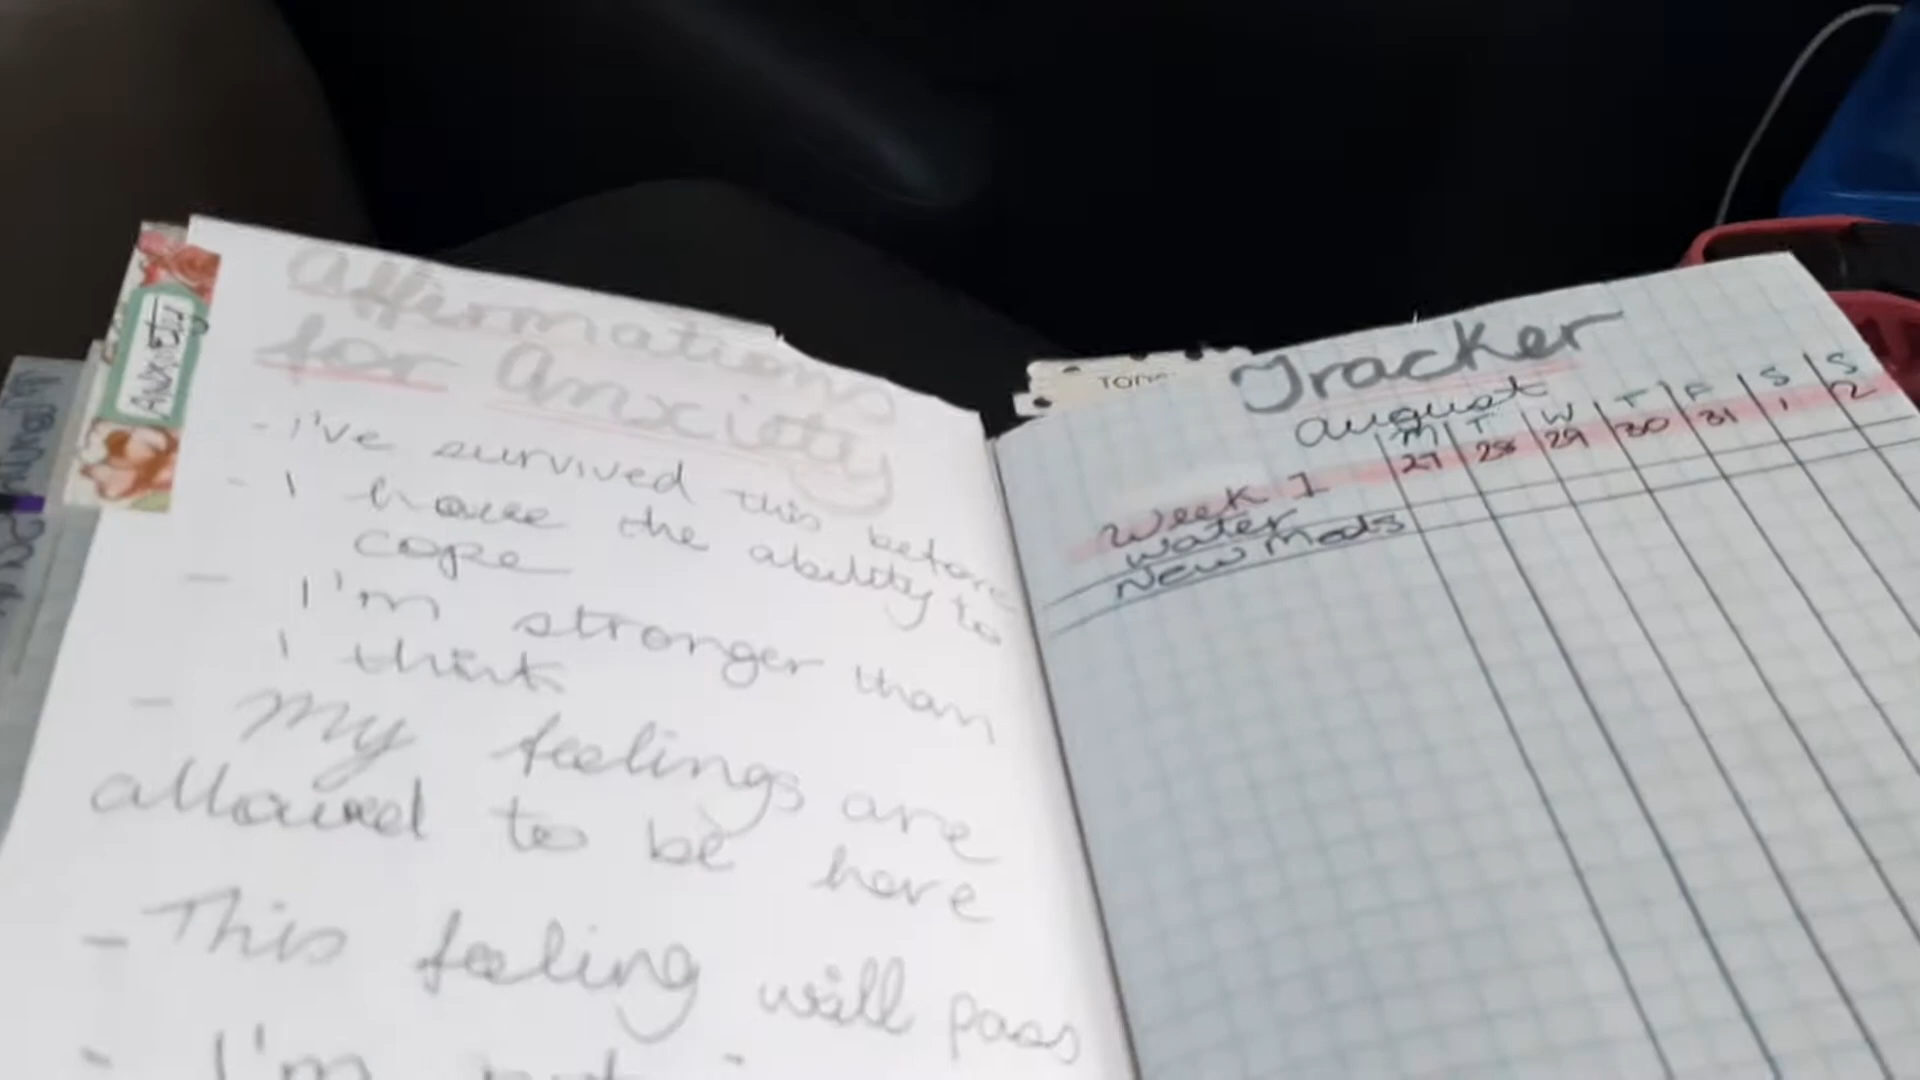 ANXIETY
Affirmations
for Anxiety
- I've survived this before
- I have the ability to
cope
- I'm stronger than
I think
- My feelings are
allowed to be here
- This feeling will pass
- I'm not
Tracker
august
M T W T F S S
Week 1 27 28 29 30 31 1 2
Water
New Meds